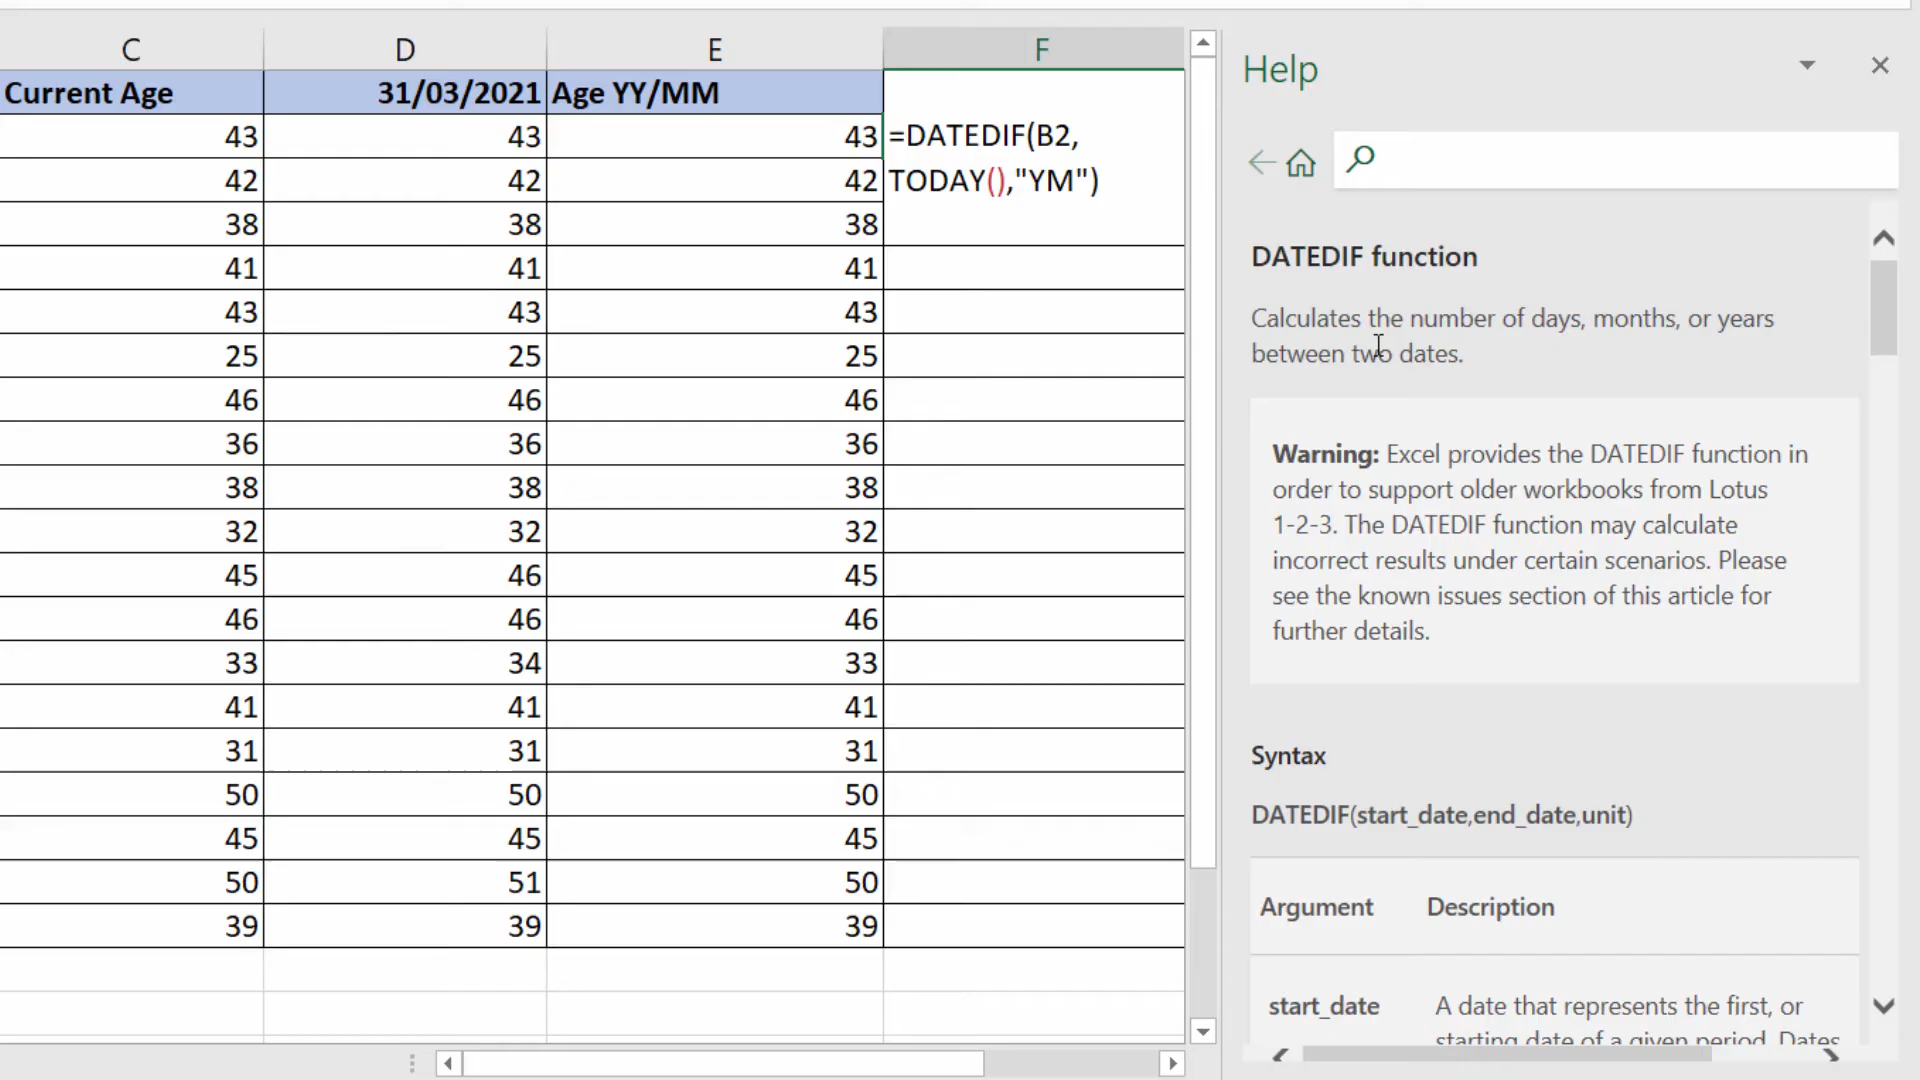 C D E F
Current Age 31/03/2021 Age YY/MM
43 43 43 =DATEDIF(B2,
42 42 42 TODAY(),"YM")
38 38 38
41 41 41
43 43 43
25 25 25
46 46 46
36 36 36
38 38 38
32 32 32
45 46 45
46 46 46
33 34 33
41 41 41
31 31 31
50 50 50
45 45 45
50 51 50
39 39 39
Help
DATEDIF function
Calculates the number of days, months, or years
between two dates.
Warning: Excel provides the DATEDIF function in
order to support older workbooks from Lotus
1-2-3. The DATEDIF function may calculate
incorrect results under certain scenarios. Please
see the known issues section of this article for
further details.
Syntax
DATEDIF(start_date,end_date,unit)
Argument Description
start_date A date that represents the first, or
starting date of a given period. Dates